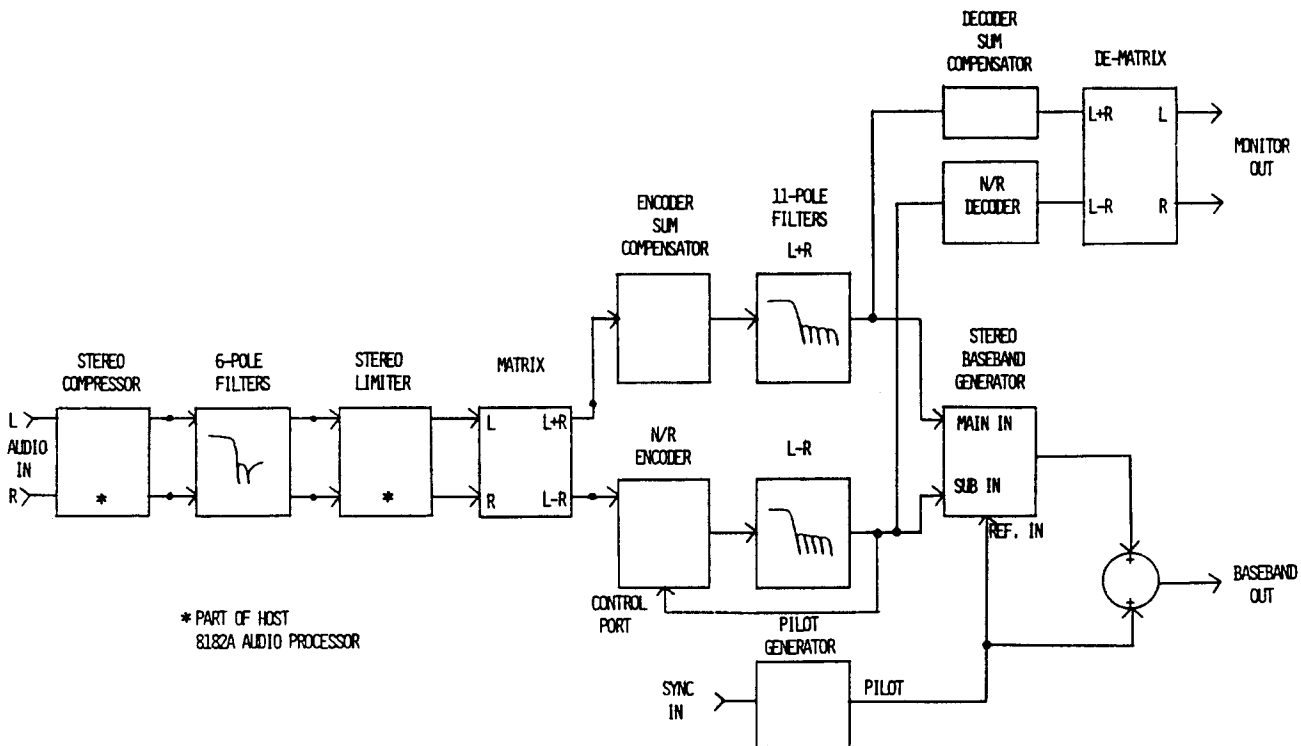 DECODER
SUM
COMPENSATOR
DE-MATRIX
L+R
L
MONITOR
OUT
N/R
DECODER
L-R
R
ENCODER
SUM
COMPENSATOR
11-POLE
FILTERS
L+R
STEREO
COMPRESSOR
6-POLE
FILTERS
STEREO
LIMITER
MATRIX
STEREO
BASEBAND
GENERATOR
L
AUDIO
IN
R
*
*
L
L+R
R
L-R
N/R
ENCODER
L-R
MAIN IN
SUB IN
REF. IN
CONTROL
PORT
+
+
BASEBAND
OUT
* PART OF HOST
8182A AUDIO PROCESSOR
PILOT
GENERATOR
SYNC
IN
PILOT